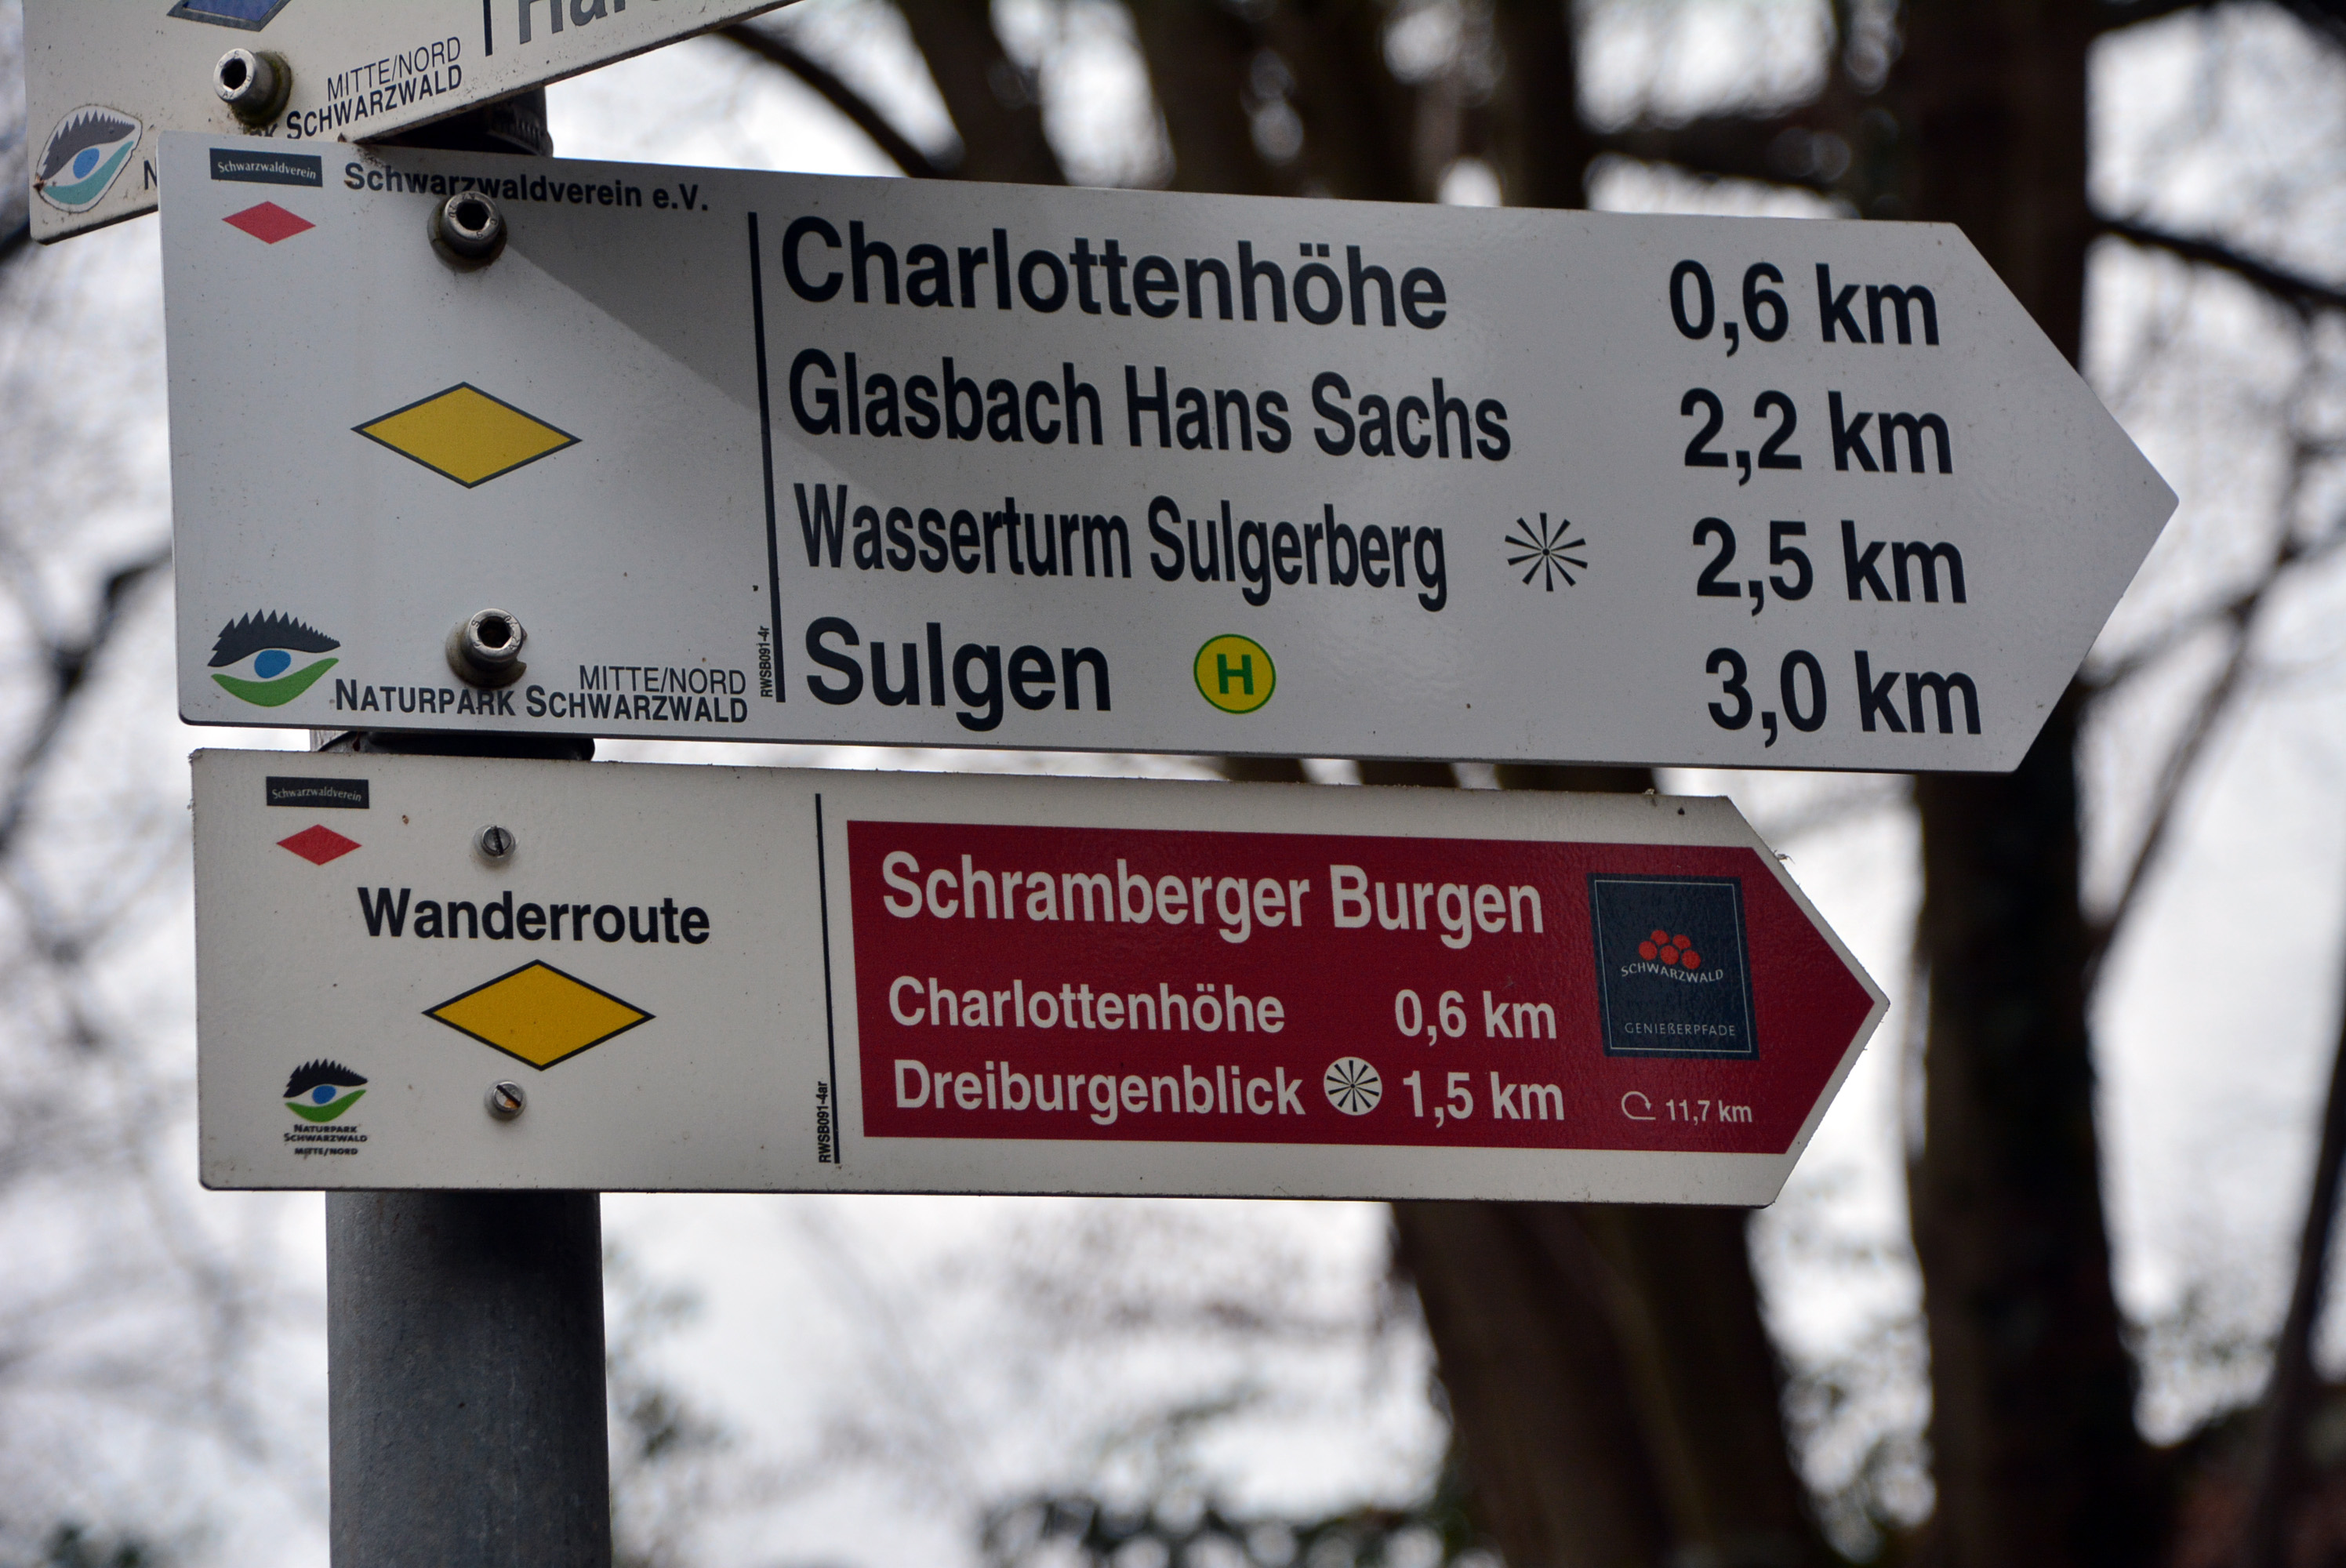 MITTE/NORD
SCHWARZWALD
Schwarzwaldverein
Schwarzwaldverein e.V.
Charlottenhöhe 0,6 km
Glasbach Hans Sachs 2,2 km
Wasserturm Sulgerberg 2,5 km
Sulgen H 3,0 km
MITTE/NORD
NATURPARK SCHWARZWALD
RWSB091-4r
Schwarzwaldverein
Wanderroute
NATURPARK
SCHWARZWALD
MITTE/NORD
RWSB091-4ar
Schramberger Burgen
Charlottenhöhe 0,6 km
Dreiburgenblick 1,5 km
SCHWARZWALD
GENIEßERPFADE
11,7 km